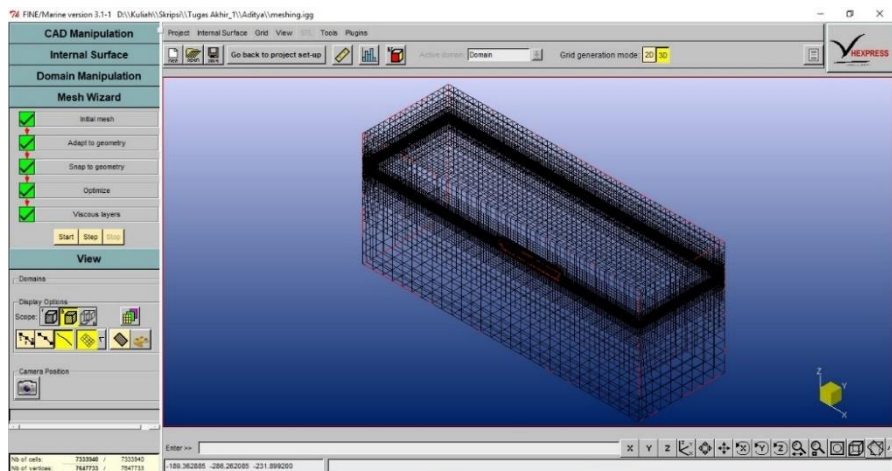 FINE/Marine version 3.1-1 D:\\Kuliah\\Skripsi\\Tugas Akhir_1\\Aditya\\meshing.igg
CAD Manipulation
Internal Surface
Domain Manipulation
Mesh Wizard
Initial mesh
Adapt to geometry
Snap to geometry
Optimize
Viscous layers
Start Step Stop
View
Domains
Display Options
Scope:
Camera Position
Nb of cells: 7333940 / 7333940
Nb of vertices: 7647733 / 7647733
Project Internal Surface Grid View Tools Plugins
New Open Save Go back to project set-up Active domain: Domain Grid generation mode: 2D 3D
HEXPRESS
Z
Y
X
Enter >>
X Y Z
-189.362885 -286.262085 -231.899200